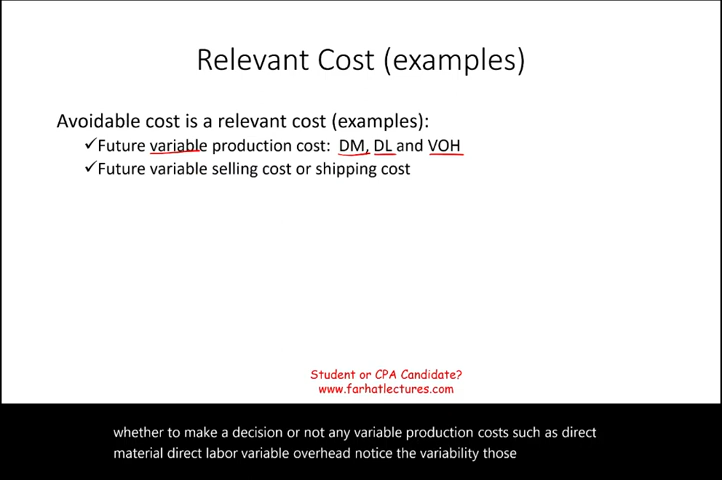 Relevant Cost (examples)
Avoidable cost is a relevant cost (examples):
✓Future variable production cost: DM, DL and VOH
✓Future variable selling cost or shipping cost
Student or CPA Candidate?
www.farhatlectures.com
whether to make a decision or not any variable production costs such as direct
material direct labor variable overhead notice the variability those